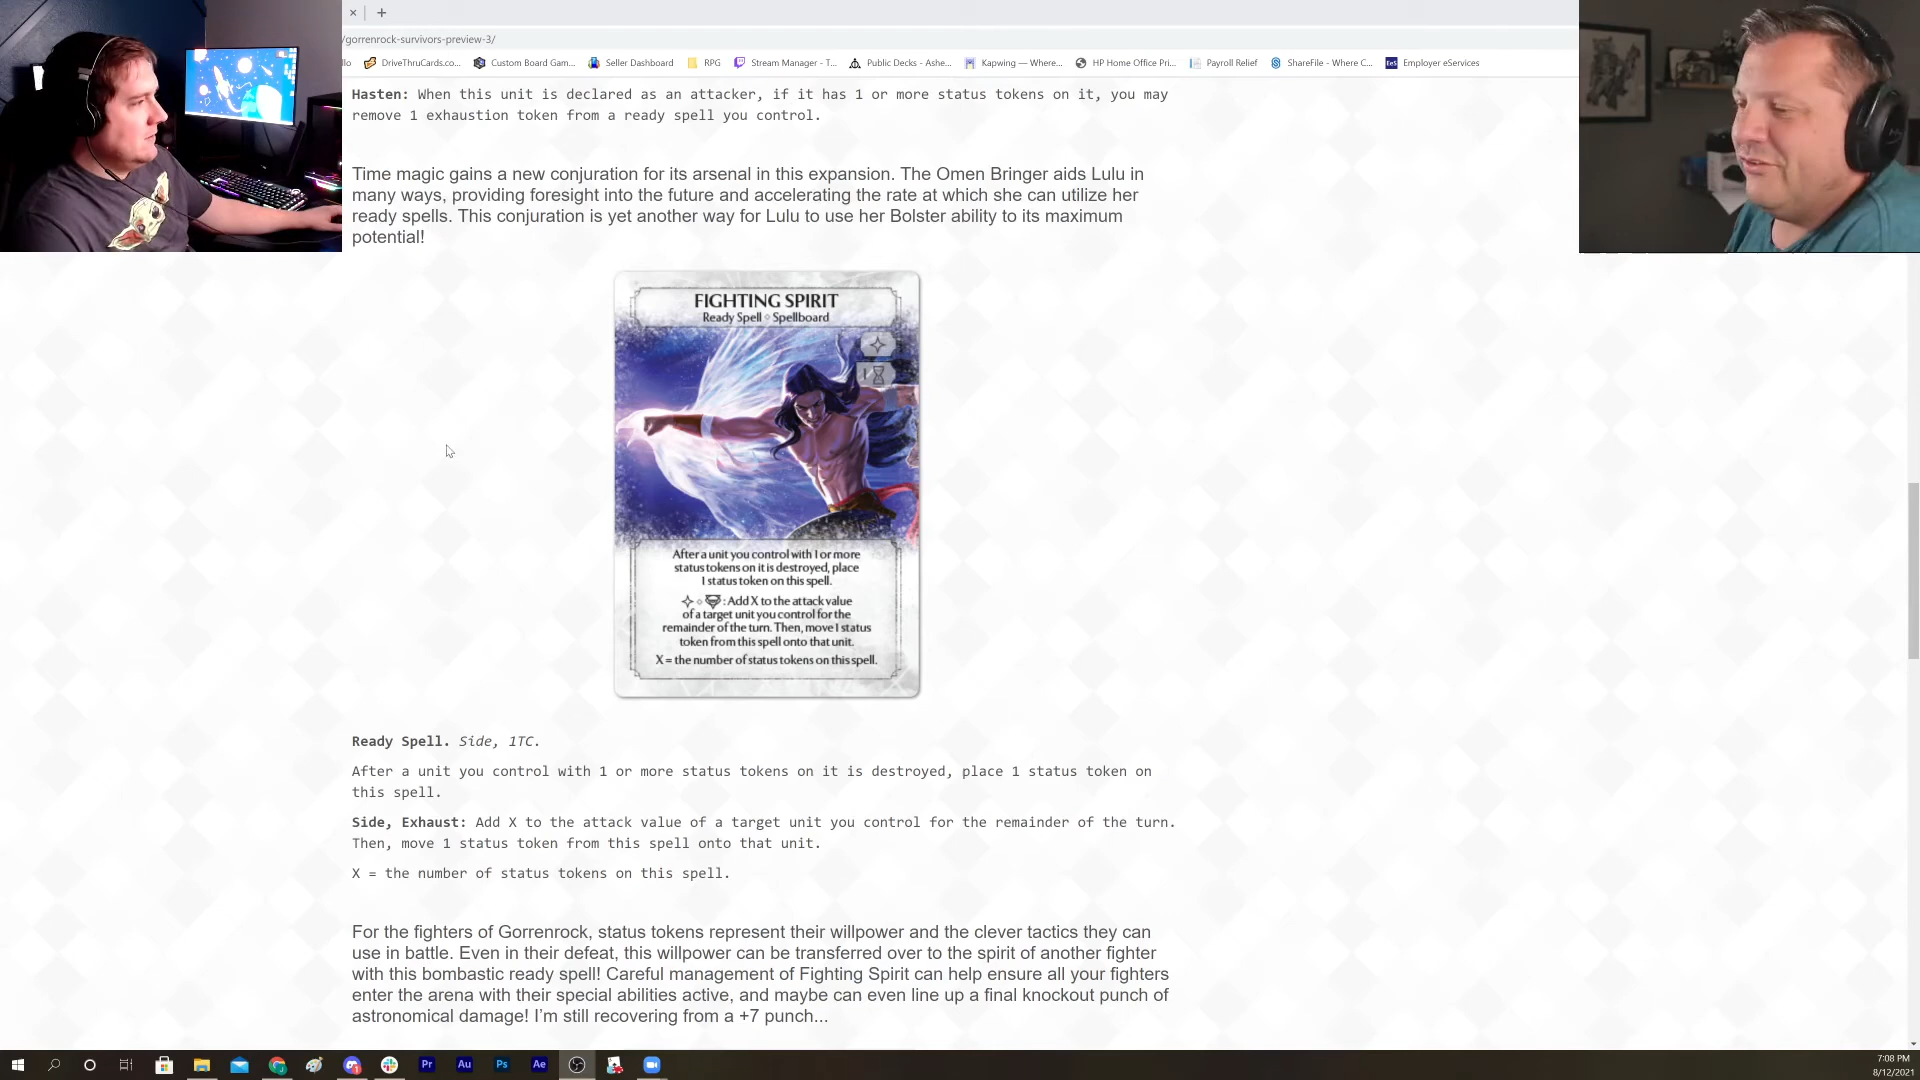 /gorrenrock-survivors-preview-3/
DriveThruCards.co... Custom Board Gam... Seller Dashboard RPG Stream Manager - T... Public Decks - Ashe... Kapwing — Where... HP Home Office Pri... Payroll Relief ShareFile - Where C... Employer eServices
Hasten: When this unit is declared as an attacker, if it has 1 or more status tokens on it, you may
remove 1 exhaustion token from a ready spell you control.
Time magic gains a new conjuration for its arsenal in this expansion. The Omen Bringer aids Lulu in
many ways, providing foresight into the future and accelerating the rate at which she can utilize her
ready spells. This conjuration is yet another way for Lulu to use her Bolster ability to its maximum
potential!
FIGHTING SPIRIT
Ready Spell ◦ Spellboard
1
After a unit you control with 1 or more
status tokens on it is destroyed, place
1 status token on this spell.
: Add X to the attack value
of a target unit you control for the
remainder of the turn. Then, move 1 status
token from this spell onto that unit.
X = the number of status tokens on this spell.
Ready Spell. Side, 1TC.
After a unit you control with 1 or more status tokens on it is destroyed, place 1 status token on
this spell.
Side, Exhaust: Add X to the attack value of a target unit you control for the remainder of the turn.
Then, move 1 status token from this spell onto that unit.
X = the number of status tokens on this spell.
For the fighters of Gorrenrock, status tokens represent their willpower and the clever tactics they can
use in battle. Even in their defeat, this willpower can be transferred over to the spirit of another fighter
with this bombastic ready spell! Careful management of Fighting Spirit can help ensure all your fighters
enter the arena with their special abilities active, and maybe can even line up a final knockout punch of
astronomical damage! I'm still recovering from a +7 punch...
Pr Au Ps Ae
7:08 PM
8/12/2021